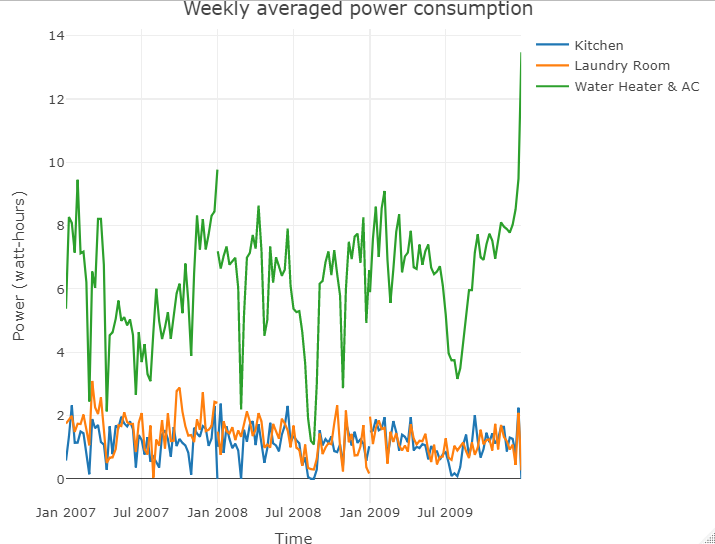 Weekly averaged power consumption
14
12
10
8
6
4
2
0
Power (watt-hours)
Jan 2007 Jul 2007 Jan 2008 Jul 2008 Jan 2009 Jul 2009
Time
Kitchen
Laundry Room
Water Heater & AC